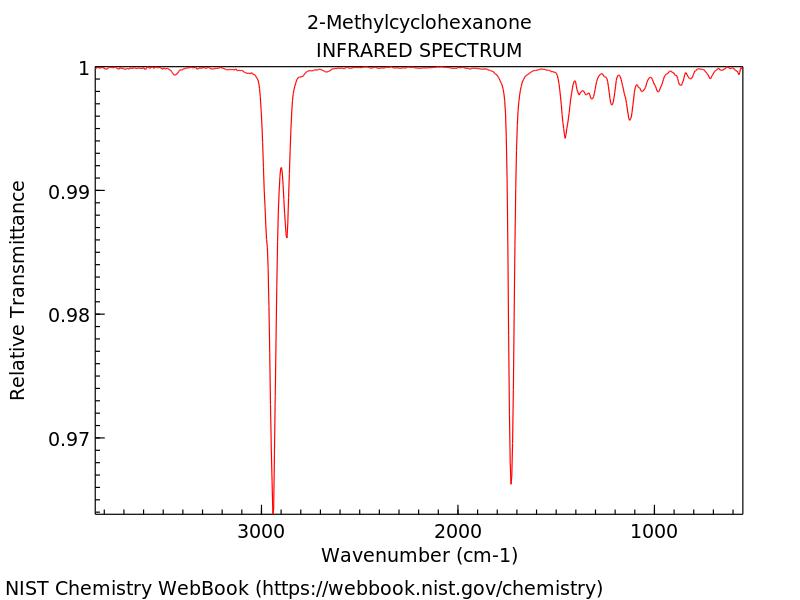 2-Methylcyclohexanone
INFRARED SPECTRUM
1
0.99
0.98
0.97
Relative Transmittance
3000
2000
1000
Wavenumber (cm-1)
NIST Chemistry WebBook (https://webbook.nist.gov/chemistry)